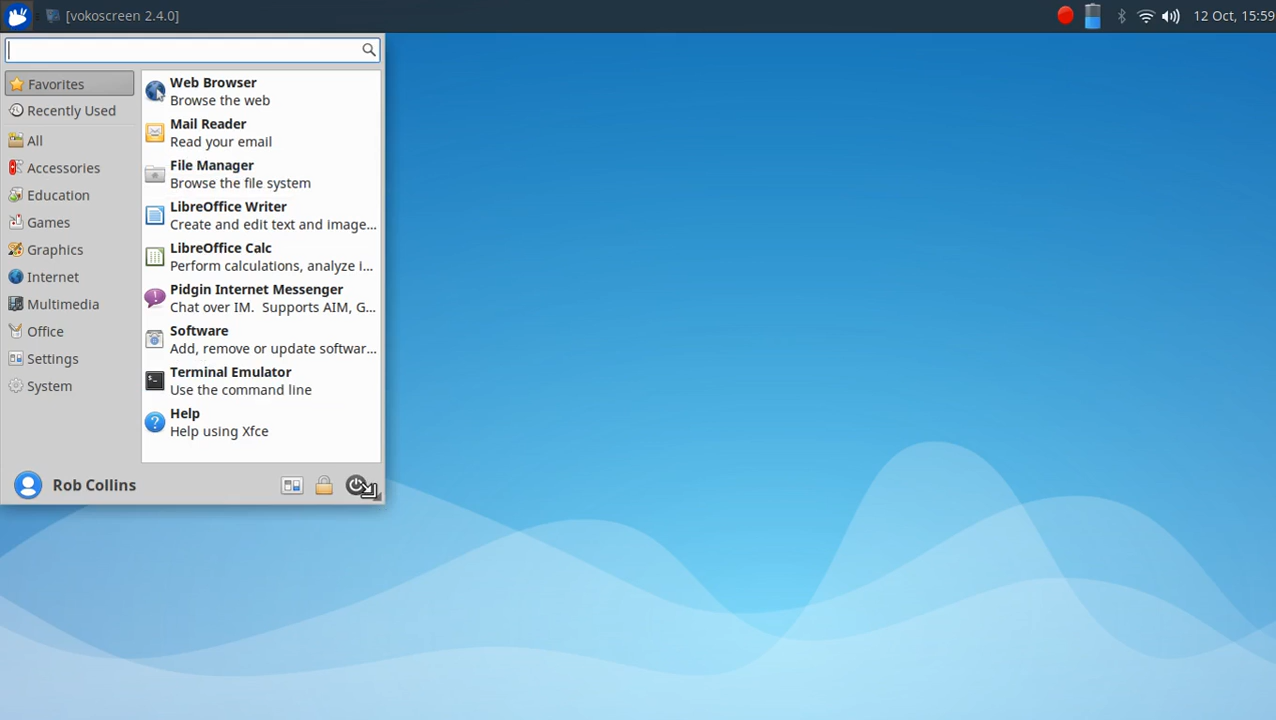 [vokoscreen 2.4.0]
12 Oct, 15:59
Favorites
Recently Used
All
Accessories
Education
Games
Graphics
Internet
Multimedia
Office
Settings
System
Web Browser
Browse the web
Mail Reader
Read your email
File Manager
Browse the file system
LibreOffice Writer
Create and edit text and image...
LibreOffice Calc
Perform calculations, analyze i...
Pidgin Internet Messenger
Chat over IM. Supports AIM, G...
Software
Add, remove or update softwar...
Terminal Emulator
Use the command line
Help
Help using Xfce
Rob Collins